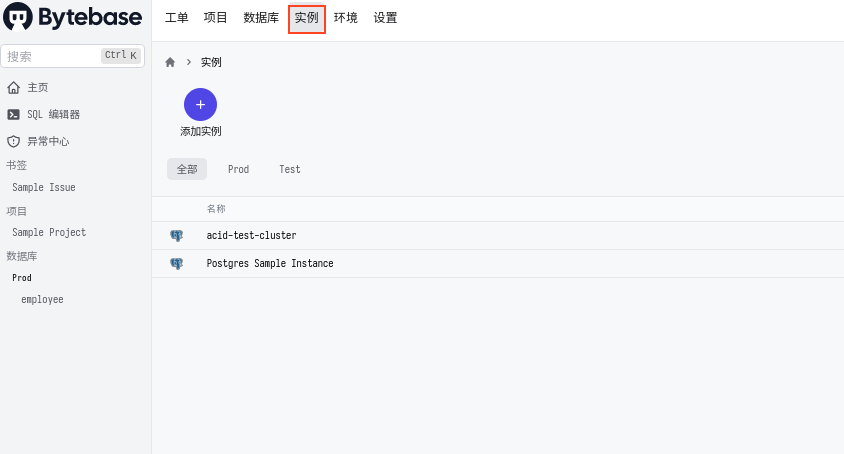 Bytebase
工单 项目 数据库 实例 环境 设置
搜索 Ctrl K
主页
SQL 编辑器
异常中心
书签
Sample Issue
项目
Sample Project
数据库
Prod
employee
实例
添加实例
全部 Prod Test
名称
acid-test-cluster
Postgres Sample Instance